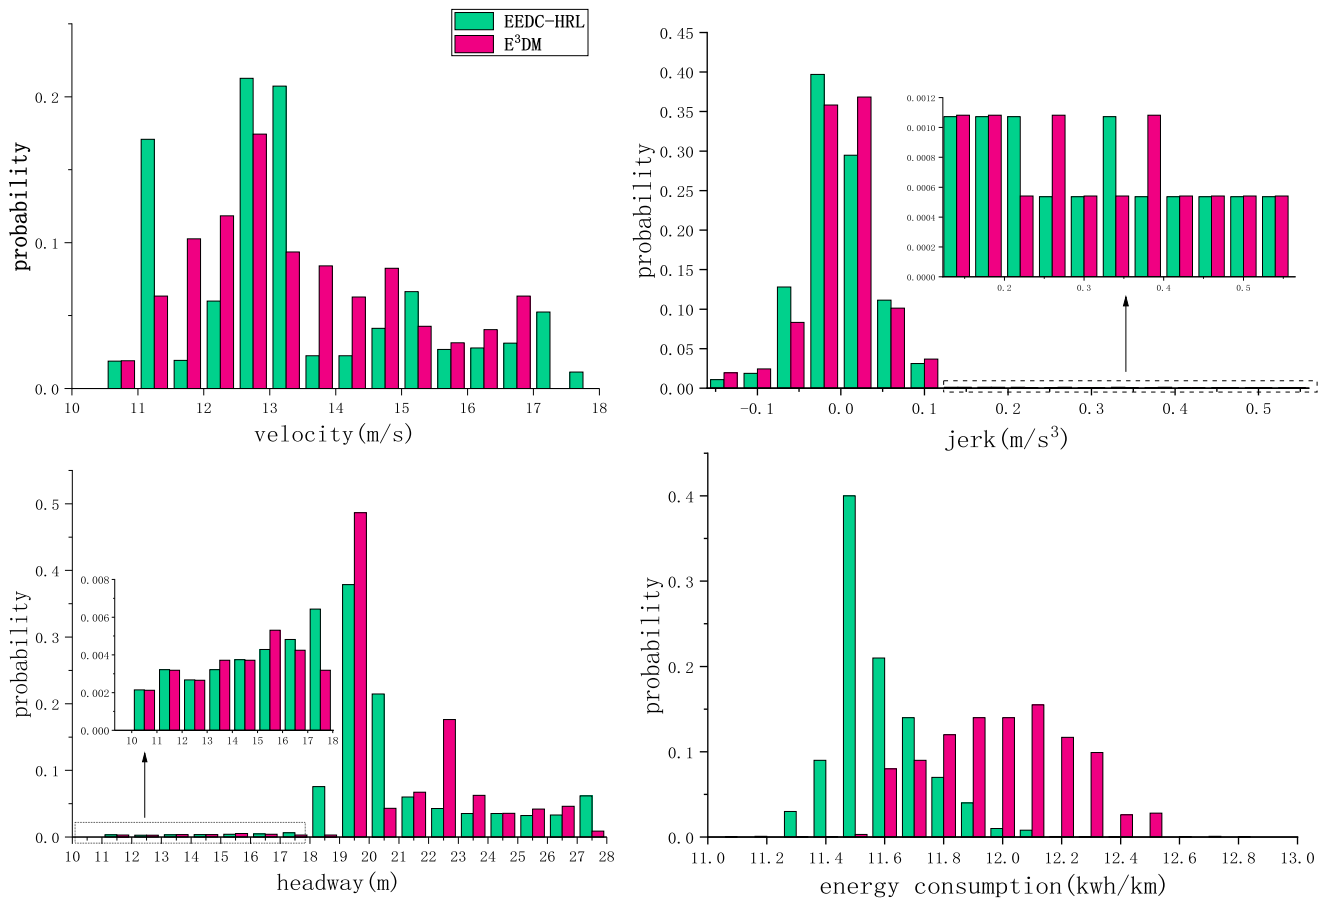 EEDC-HRL
E³DM
0.2
0.1
0.0
probability
10 11 12 13 14 15 16 17 18
velocity(m/s)
0.45
0.40
0.35
0.30
0.25
0.20
0.15
0.10
0.05
0.00
probability
-0.1 0.0 0.1 0.2 0.3 0.4 0.5
jerk(m/s³)
0.0012
0.0010
0.0008
0.0006
0.0004
0.0002
0.0000
0.2 0.3 0.4 0.5
0.5
0.4
0.3
0.2
0.1
0.0
probability
10 11 12 13 14 15 16 17 18 19 20 21 22 23 24 25 26 27 28
headway(m)
0.008
0.006
0.004
0.002
0.000
10 11 12 13 14 15 16 17 18
0.4
0.3
0.2
0.1
0.0
probability
11.0 11.2 11.4 11.6 11.8 12.0 12.2 12.4 12.6 12.8 13.0
energy consumption(kwh/km)